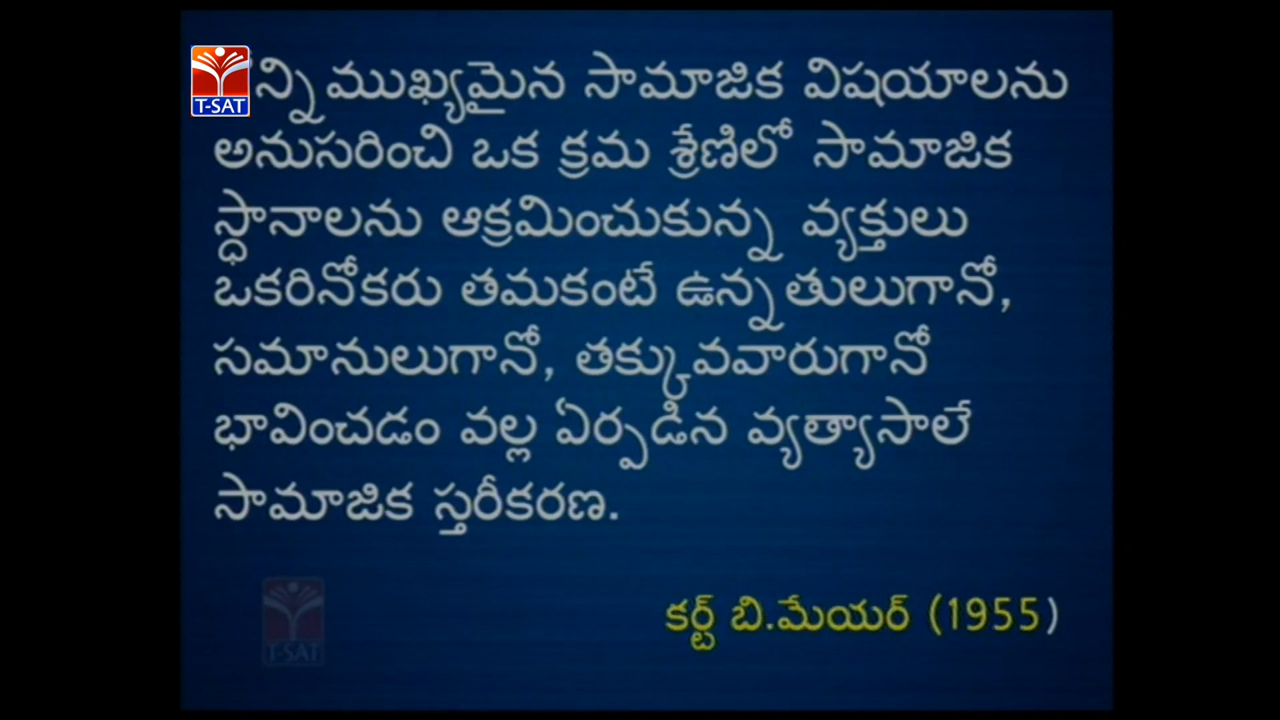 T-SAT
ముఖ్యమైన సామాజిక విషయాలను
అనుసరించి ఒక క్రమ శ్రేణిలో సామాజిక
స్థానాలను ఆక్రమించుకున్న వ్యక్తులు
ఒకరినోకరు తమకంటే ఉన్నతులుగానో,
సమానులుగానో, తక్కువవారుగానో
భావించడం వల్ల ఏర్పడిన వ్యత్యాసాలే
సామాజిక స్తరీకరణ.
T-SAT
కర్ట్ బి.మేయర్ (1955)